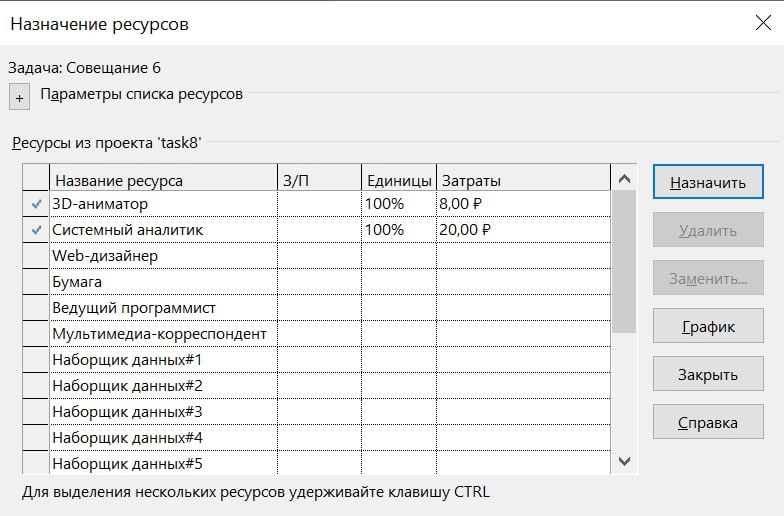 Назначение ресурсов
Задача: Совещание 6
+ Параметры списка ресурсов
Ресурсы из проекта 'task8'
Название ресурса З/П Единицы Затраты
3D-аниматор 100% 8,00 ₽
Системный аналитик 100% 20,00 ₽
Web-дизайнер
Бумага
Ведущий программист
Мультимедиа-корреспондент
Наборщик данных#1
Наборщик данных#2
Наборщик данных#3
Наборщик данных#4
Наборщик данных#5
Назначить
Удалить
Заменить...
График
Закрыть
Справка
Для выделения нескольких ресурсов удерживайте клавишу CTRL